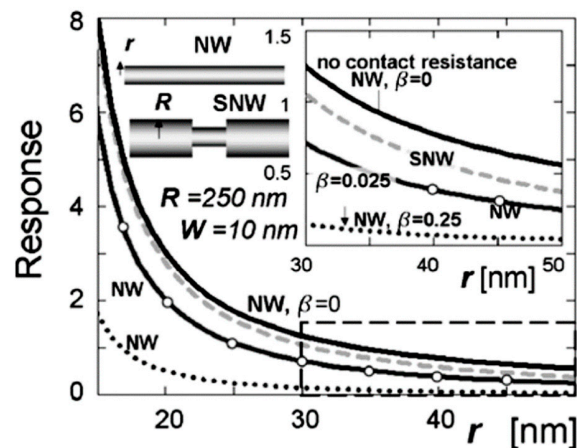 8
6
4
2
0
Response
r
NW
R
SNW
R =250 nm
W =10 nm
NW
NW
NW, β=0
20
30
40
r [nm]
1.5
1
0.5
no contact resistance
NW, β=0
SNW
β=0.025
NW
NW, β=0.25
30
40
50
r [nm]